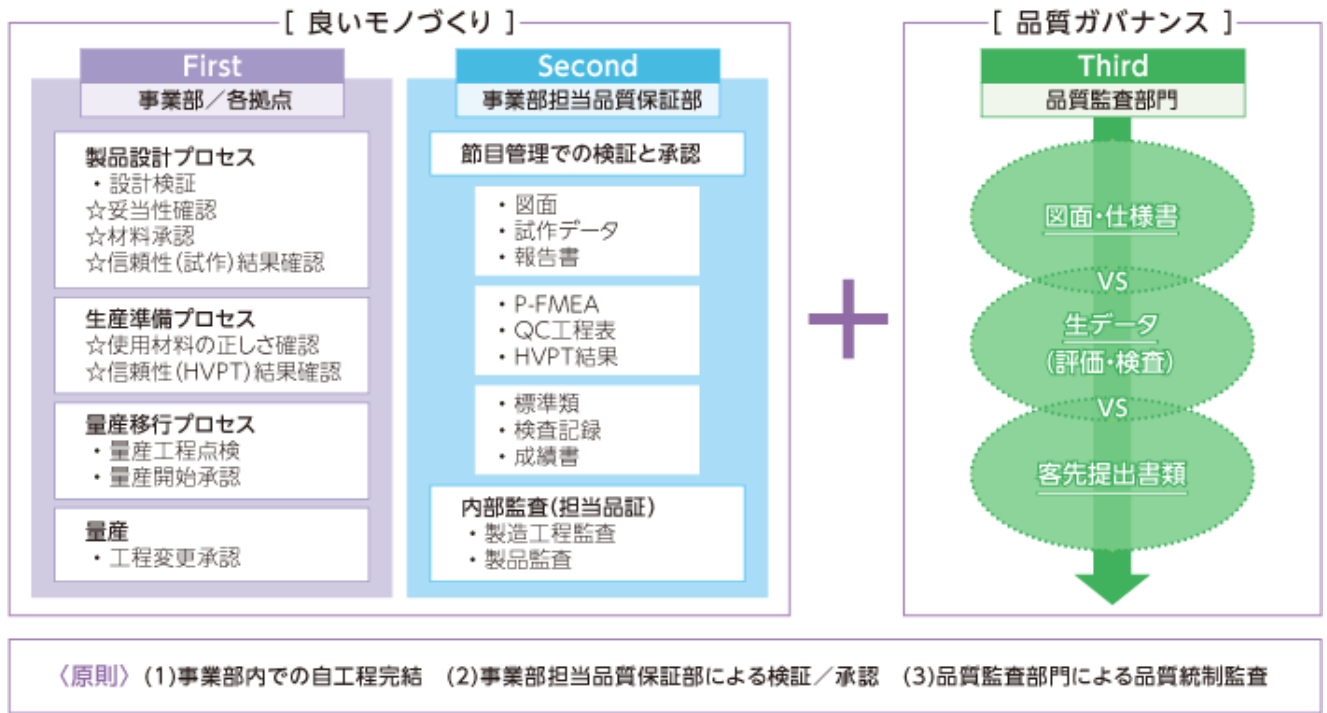 [ 良いモノづくり ]
First
事業部／各拠点
製品設計プロセス
・設計検証
☆妥当性確認
☆材料承認
☆信頼性(試作)結果確認
生産準備プロセス
☆使用材料の正しさ確認
☆信頼性(HVPT)結果確認
量産移行プロセス
・量産工程点検
・量産開始承認
量産
・工程変更承認
Second
事業部担当品質保証部
節目管理での検証と承認
・図面
・試作データ
・報告書
・P-FMEA
・QC工程表
・HVPT結果
・標準類
・検査記録
・成績書
内部監査(担当品証)
・製造工程監査
・製品監査
+
[ 品質ガバナンス ]
Third
品質監査部門
図面・仕様書
VS
生データ
(評価・検査)
VS
客先提出書類
〈原則〉 (1)事業部内での自工程完結 (2)事業部担当品質保証部による検証／承認 (3)品質監査部門による品質統制監査